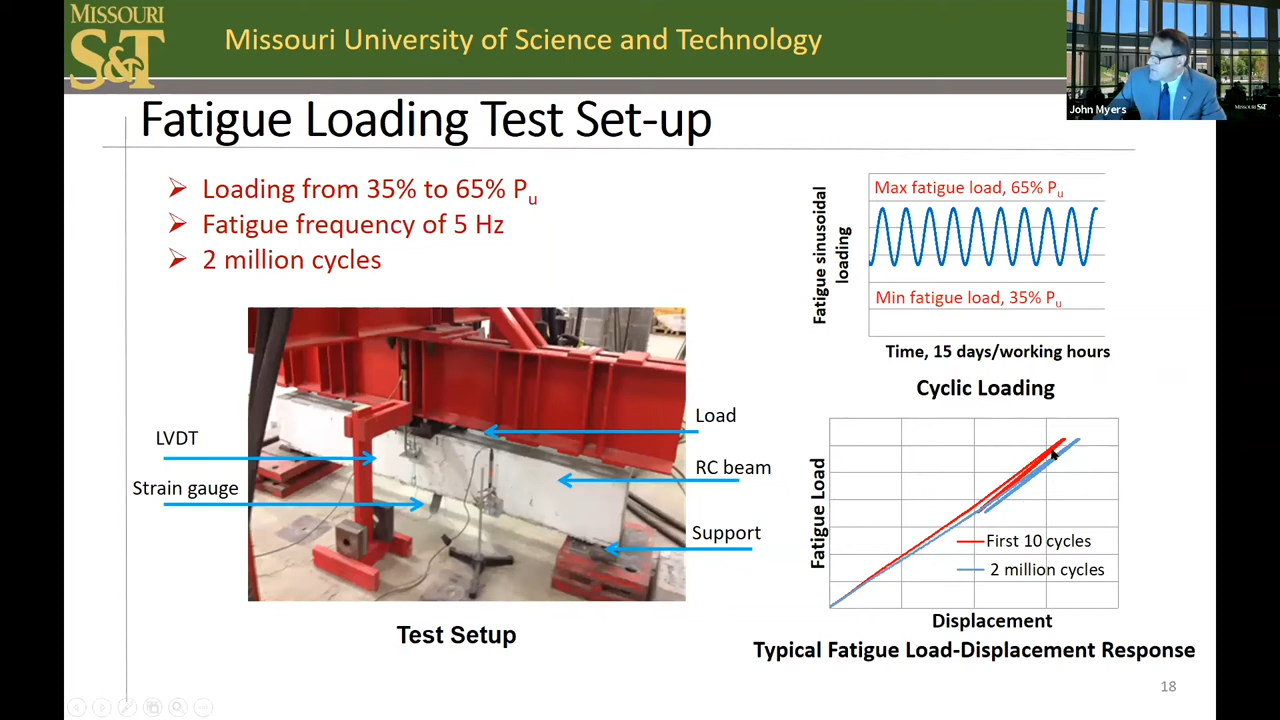 MISSOURI
S&T
Missouri University of Science and Technology
John Myers
MISSOURI S&T
Fatigue Loading Test Set-up
➢ Loading from 35% to 65% Pu
➢ Fatigue frequency of 5 Hz
➢ 2 million cycles
Max fatigue load, 65% Pu
Fatigue sinusoidal
loading
Min fatigue load, 35% Pu
Time, 15 days/working hours
Cyclic Loading
LVDT
Strain gauge
Load
RC beam
Support
Test Setup
Fatigue Load
First 10 cycles
2 million cycles
Displacement
Typical Fatigue Load-Displacement Response
18